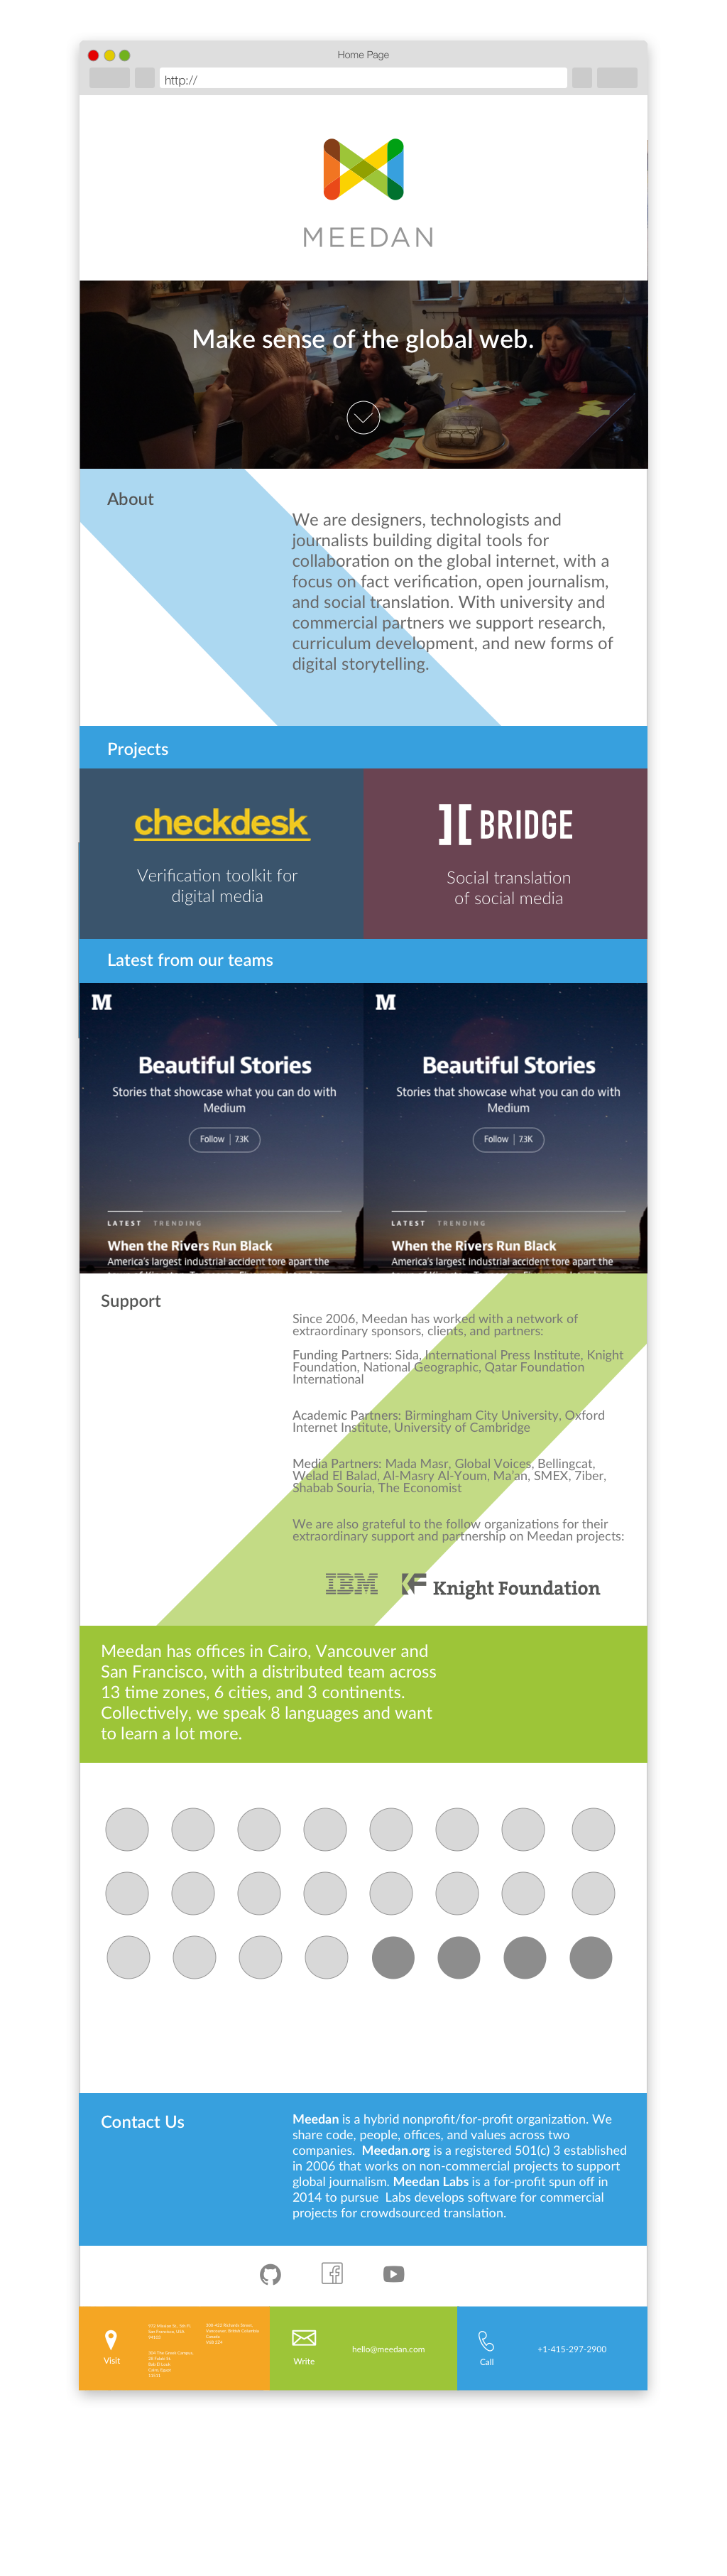 Home Page
http://
MEEDAN
Make sense of the global web.
About
We are designers, technologists and
journalists building digital tools for
collaboration on the global internet, with a
focus on fact verification, open journalism,
and social translation. With university and
commercial partners we support research,
curriculum development, and new forms of
digital storytelling.
Projects
checkdesk
Verification toolkit for
digital media
][ BRIDGE
Social translation
of social media
Latest from our teams
M
Beautiful Stories
Stories that showcase what you can do with
Medium
Follow | 7.3K
LATEST TRENDING
When the Rivers Run Black
America's largest industrial accident tore apart the
M
Beautiful Stories
Stories that showcase what you can do with
Medium
Follow | 7.3K
LATEST TRENDING
When the Rivers Run Black
America's largest industrial accident tore apart the
Support
Since 2006, Meedan has worked with a network of
extraordinary sponsors, clients, and partners:
Funding Partners: Sida, International Press Institute, Knight
Foundation, National Geographic, Qatar Foundation
International
Academic Partners: Birmingham City University, Oxford
Internet Institute, University of Cambridge
Media Partners: Mada Masr, Global Voices, Bellingcat,
Welad El Balad, Al-Masry Al-Youm, Ma'an, SMEX, 7iber,
Shabab Souria, The Economist
We are also grateful to the follow organizations for their
extraordinary support and partnership on Meedan projects:
IBM
Knight Foundation
Meedan has offices in Cairo, Vancouver and
San Francisco, with a distributed team across
13 time zones, 6 cities, and 3 continents.
Collectively, we speak 8 languages and want
to learn a lot more.
Contact Us
Meedan is a hybrid nonprofit/for-profit organization. We
share code, people, offices, and values across two
companies. Meedan.org is a registered 501(c) 3 established
in 2006 that works on non-commercial projects to support
global journalism. Meedan Labs is a for-profit spun off in
2014 to pursue Labs develops software for commercial
projects for crowdsourced translation.
Visit
San Francisco, USA
Vancouver, British Columbia
Canada
Write
hello@meedan.com
Call
+1-415-297-2900